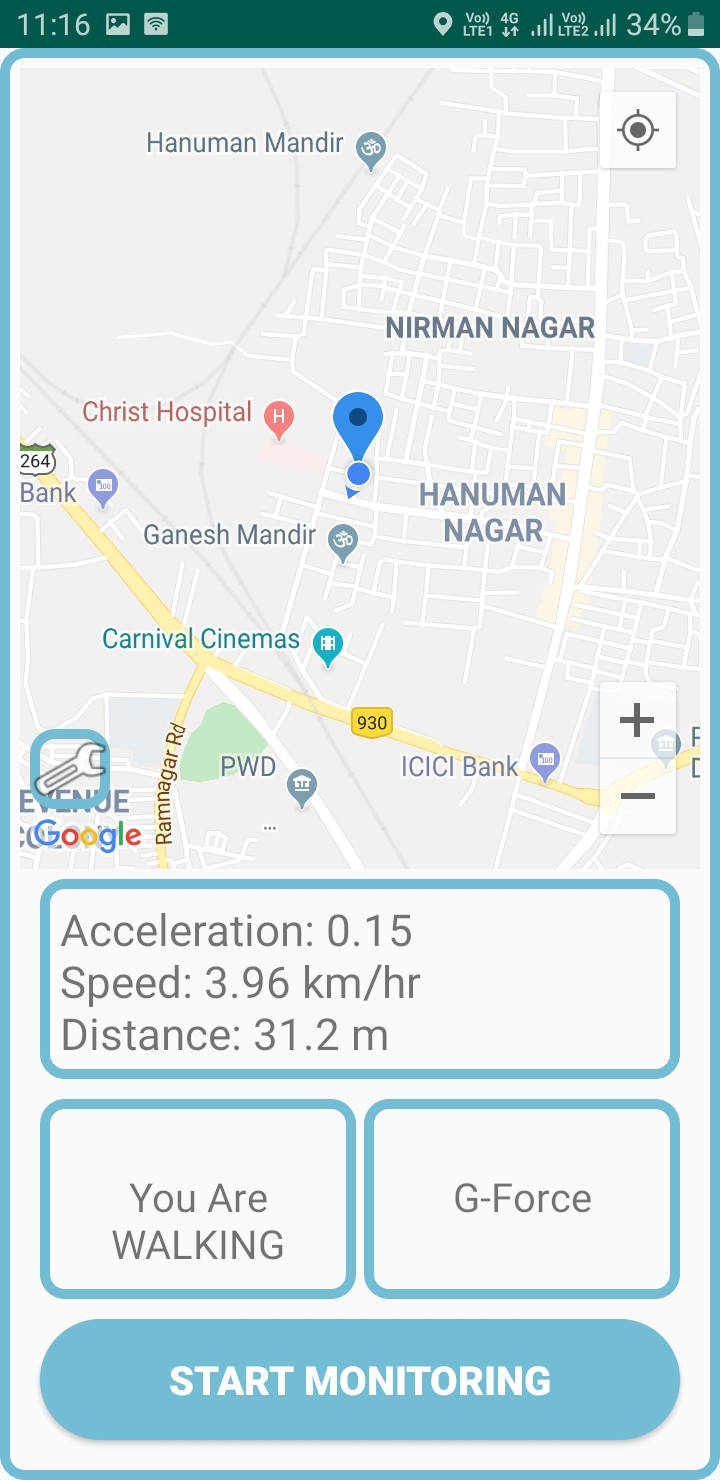 11:16 Vo)) LTE1 4G Vo)) LTE2 34%
Hanuman Mandir
NIRMAN NAGAR
Christ Hospital H
264
Bank
100
HANUMAN
NAGAR
Ganesh Mandir
Carnival Cinemas
930
Ramnagar Rd
PWD
ICICI Bank
100
+
F
D
−
EVENUE
Google
...
Acceleration: 0.15
Speed: 3.96 km/hr
Distance: 31.2 m
You Are
WALKING
G-Force
START MONITORING